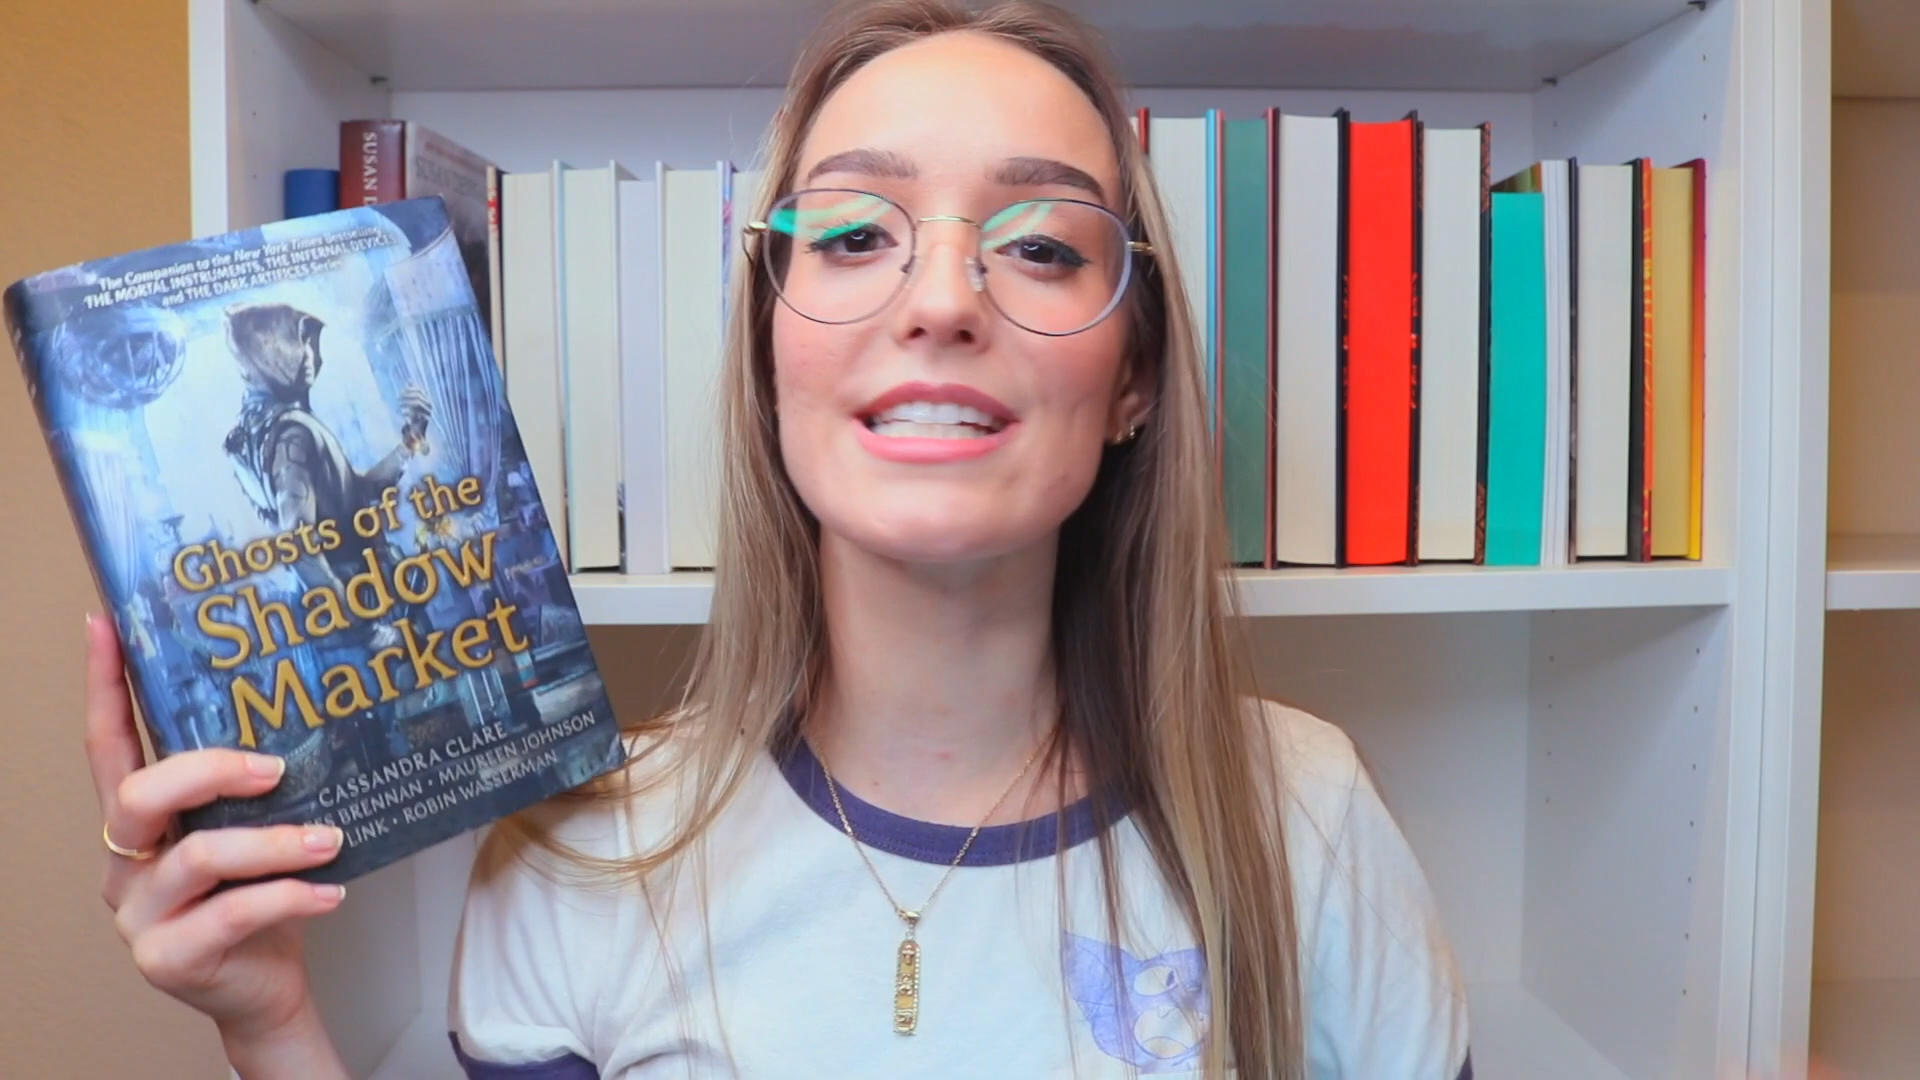 The Companion to the New York Times Bestselling
THE MORTAL INSTRUMENTS, THE INFERNAL DEVICES,
and THE DARK ARTIFICES Series
Ghosts of the
Shadow
Market
CASSANDRA CLARE
BRENNAN • MAUREEN JOHNSON
LINK • ROBIN WASSERMAN
SUSAN
SUSAN